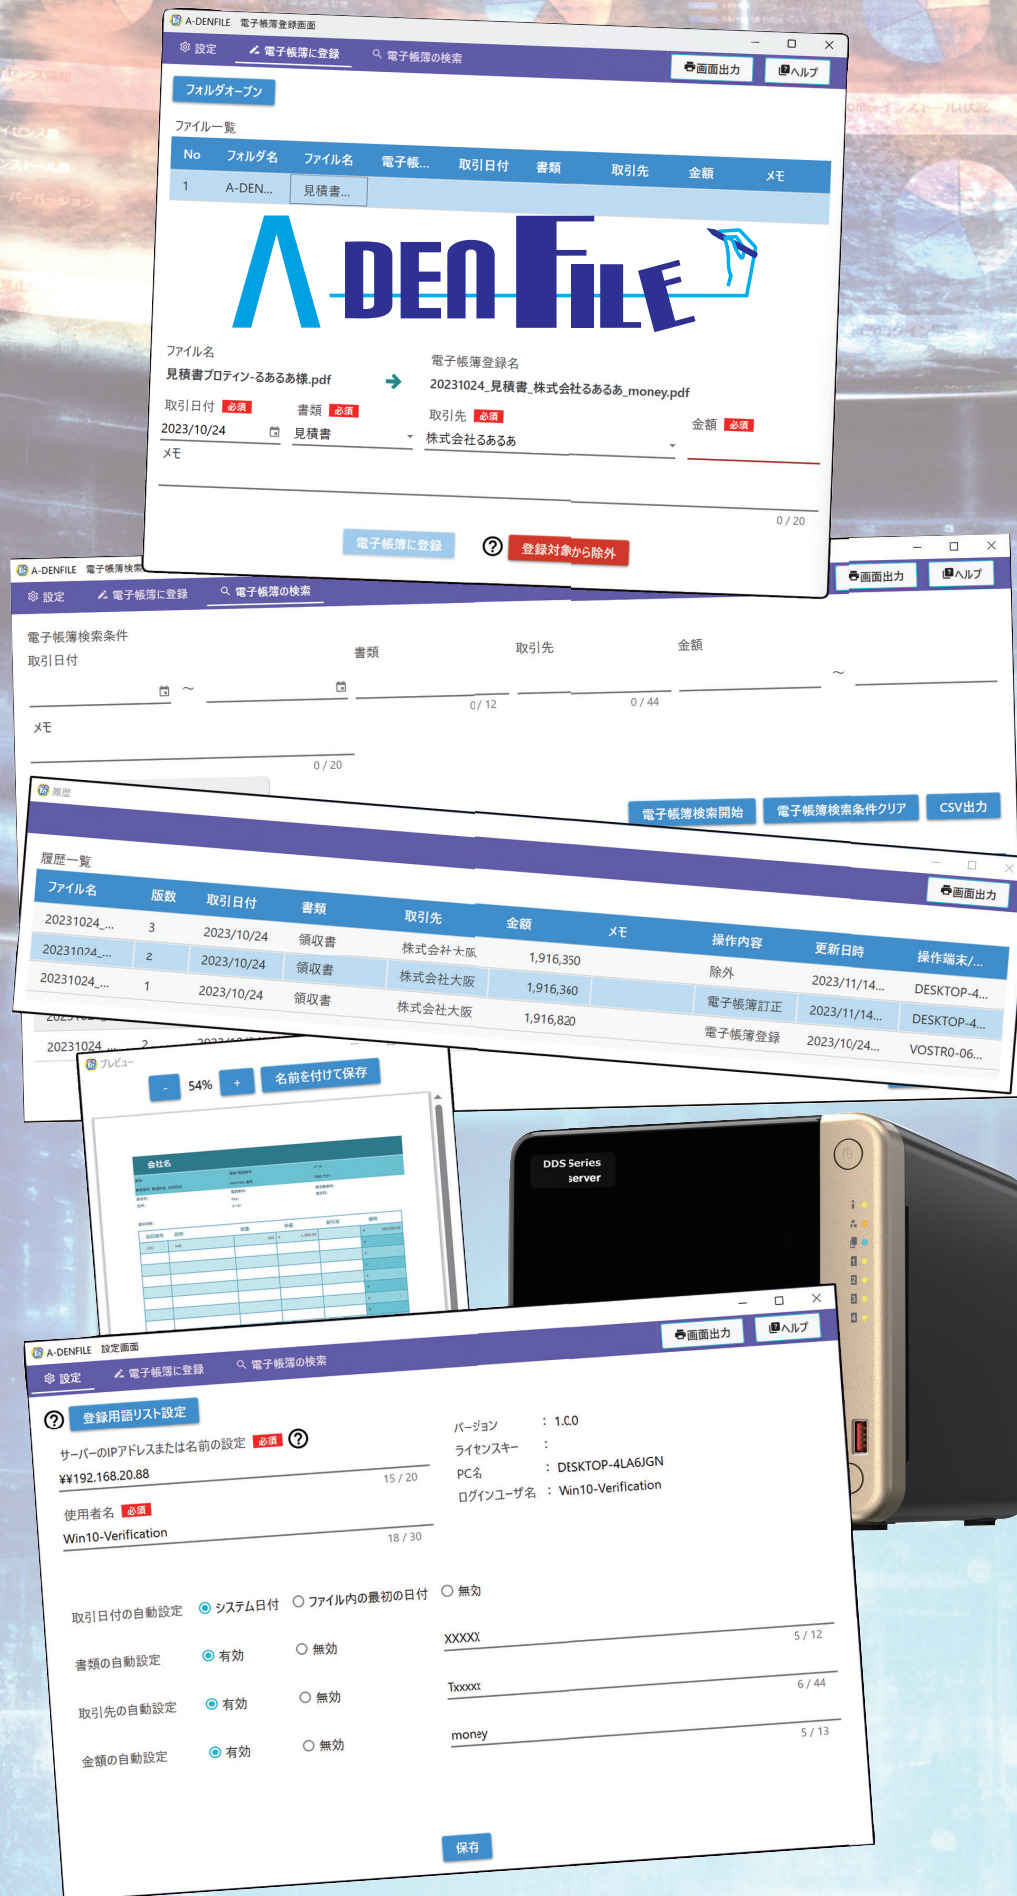 A-DENFILE 電子帳簿登録画面
設定 電子帳簿に登録 電子帳簿の検索 画面出力 ヘルプ
フォルダオープン
ファイル一覧
No フォルダ名 ファイル名 電子帳... 取引日付 書類 取引先 金額 メモ
1 A-DEN... 見積書...
A-DENFILE
ファイル名 電子帳簿登録名
見積書プロティン-るあるあ様.pdf 20231024_見積書_株式会社るあるあ_money.pdf
取引日付 必須 書類 必須 取引先 必須 金額 必須
2023/10/24 見積書 株式会社るあるあ
メモ
0 / 20
電子帳簿に登録 登録対象から除外
A-DENFILE 電子帳簿検索
設定 電子帳簿に登録 電子帳簿の検索 画面出力 ヘルプ
電子帳簿検索条件
取引日付 書類 取引先 金額
～ ～
0 / 12 0 / 44
メモ
0 / 20
電子帳簿検索開始 電子帳簿検索条件クリア CSV出力
履歴
画面出力
履歴一覧
ファイル名 版数 取引日付 書類 取引先 金額 メモ 操作内容 更新日時 操作端末/...
20231024_... 3 2023/10/24 領収書 株式会社大阪 1,916,350 除外 2023/11/14... DESKTOP-4...
20231024_... 2 2023/10/24 領収書 株式会社大阪 1,916,360 電子帳簿訂正 2023/11/14... DESKTOP-4...
20231024_... 1 2023/10/24 領収書 株式会社大阪 1,916,820 電子帳簿登録 2023/10/24... VOSTRO-06...
20231024 ... 2
プレビュー
- 54% + 名前を付けて保存
会社名
DDS Series
server
1
2
3
4
A-DENFILE 設定画面
設定 電子帳簿に登録 電子帳簿の検索 画面出力 ヘルプ
登録用語リスト設定
サーバーのIPアドレスまたは名前の設定 必須
¥¥192.168.20.88
15 / 20
使用者名 必須
Win10-Verification
18 / 30
バージョン : 1.0.0
ライセンスキー :
PC名 : DESKTOP-4LA6JGN
ログインユーザ名 : Win10-Verification
取引日付の自動設定 システム日付 ファイル内の最初の日付 無効
書類の自動設定 有効 無効 XXXXX 5 / 12
取引先の自動設定 有効 無効 Txxxxx 6 / 44
金額の自動設定 有効 無効 money 5 / 13
保存